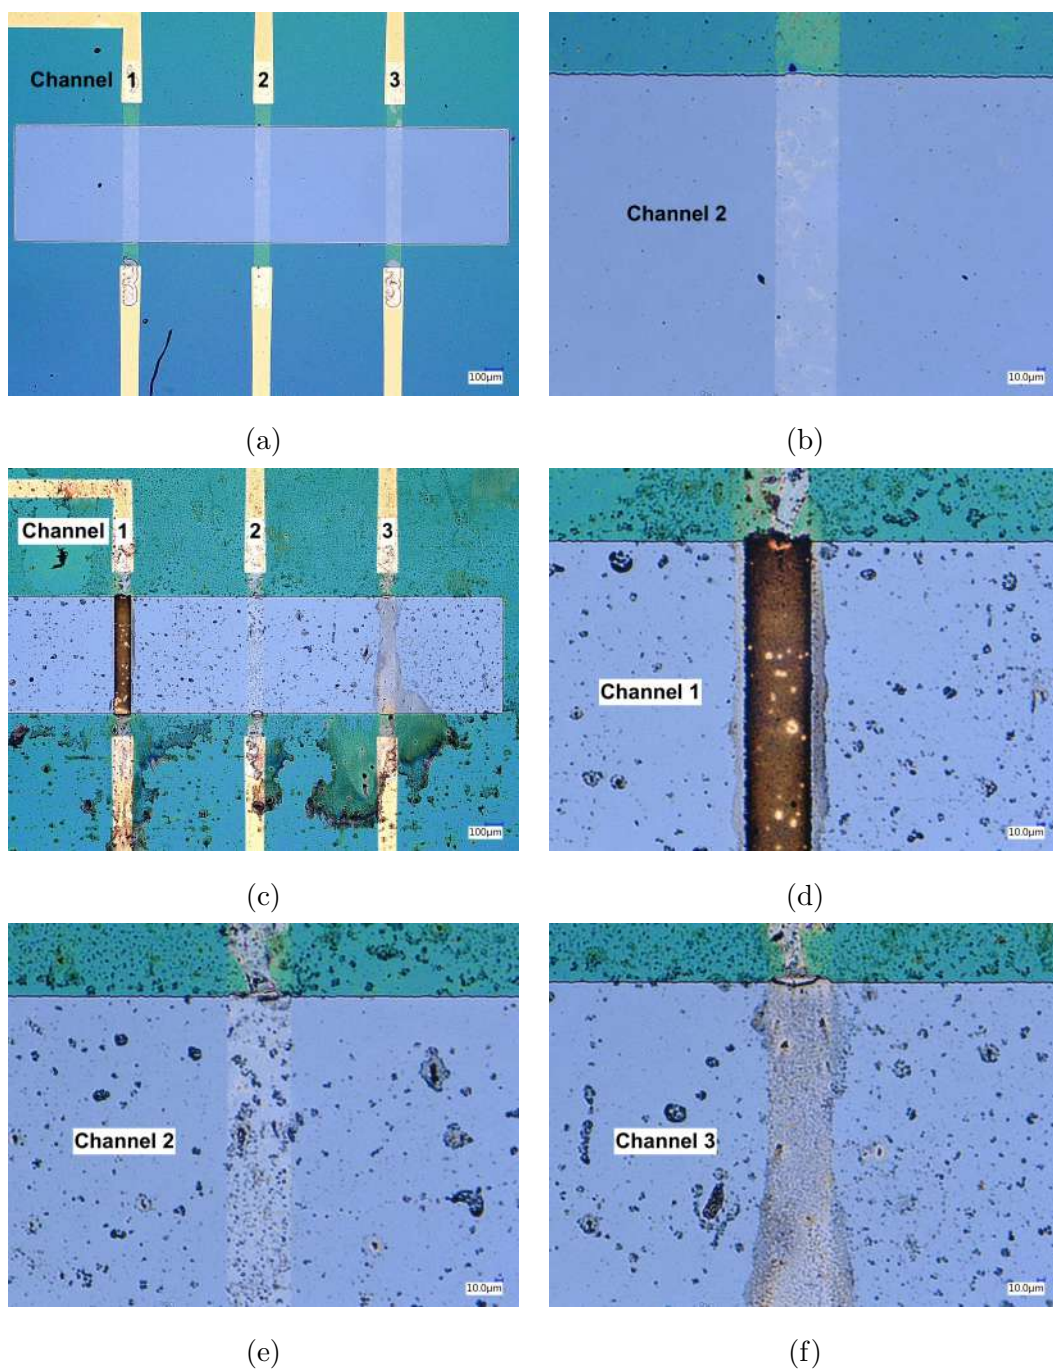 Channel 1 2 3
100µm
Channel 2
10.0µm
(a)
(b)
Channel 1 2 3
100µm
Channel 1
10.0µm
(c)
(d)
Channel 2
10.0µm
Channel 3
10.0µm
(e)
(f)